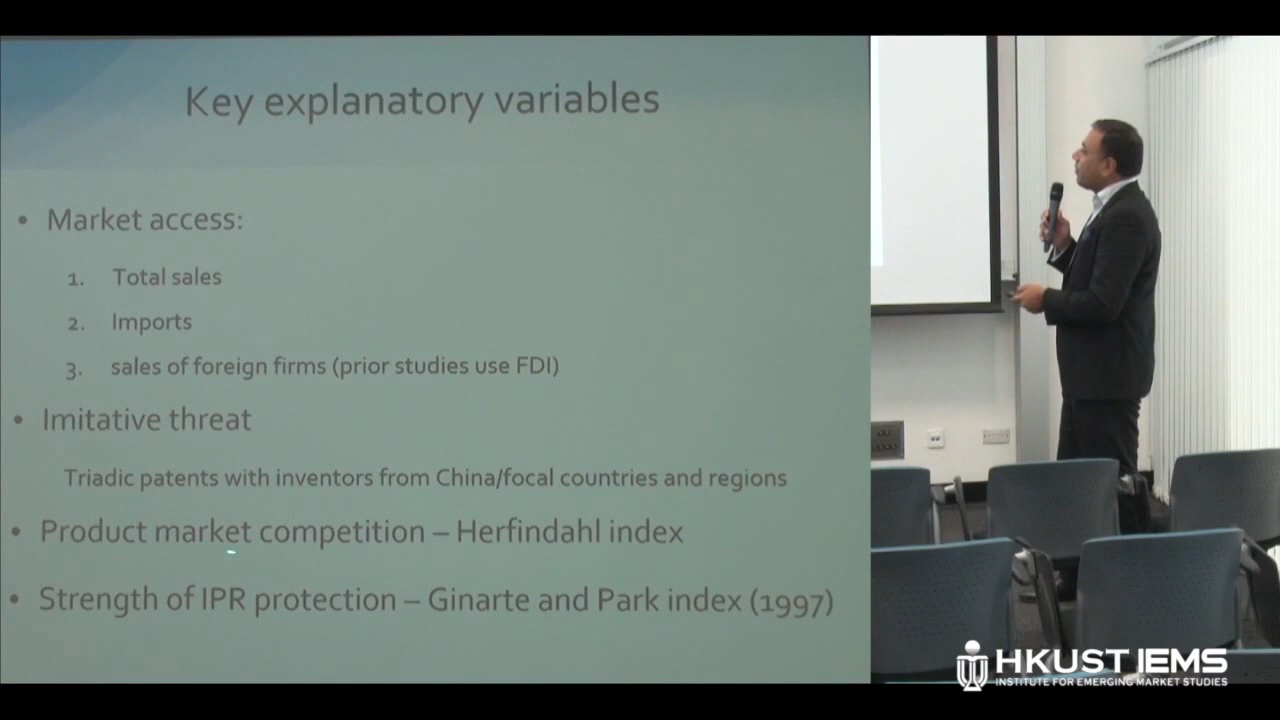 Key explanatory variables
• Market access:
1. Total sales
2. Imports
3. sales of foreign firms (prior studies use FDI)
• Imitative threat
Triadic patents with inventors from China/focal countries and regions
• Product market competition – Herfindahl index
• Strength of IPR protection – Ginarte and Park index (1997)
HKUST IEMS
INSTITUTE FOR EMERGING MARKET STUDIES